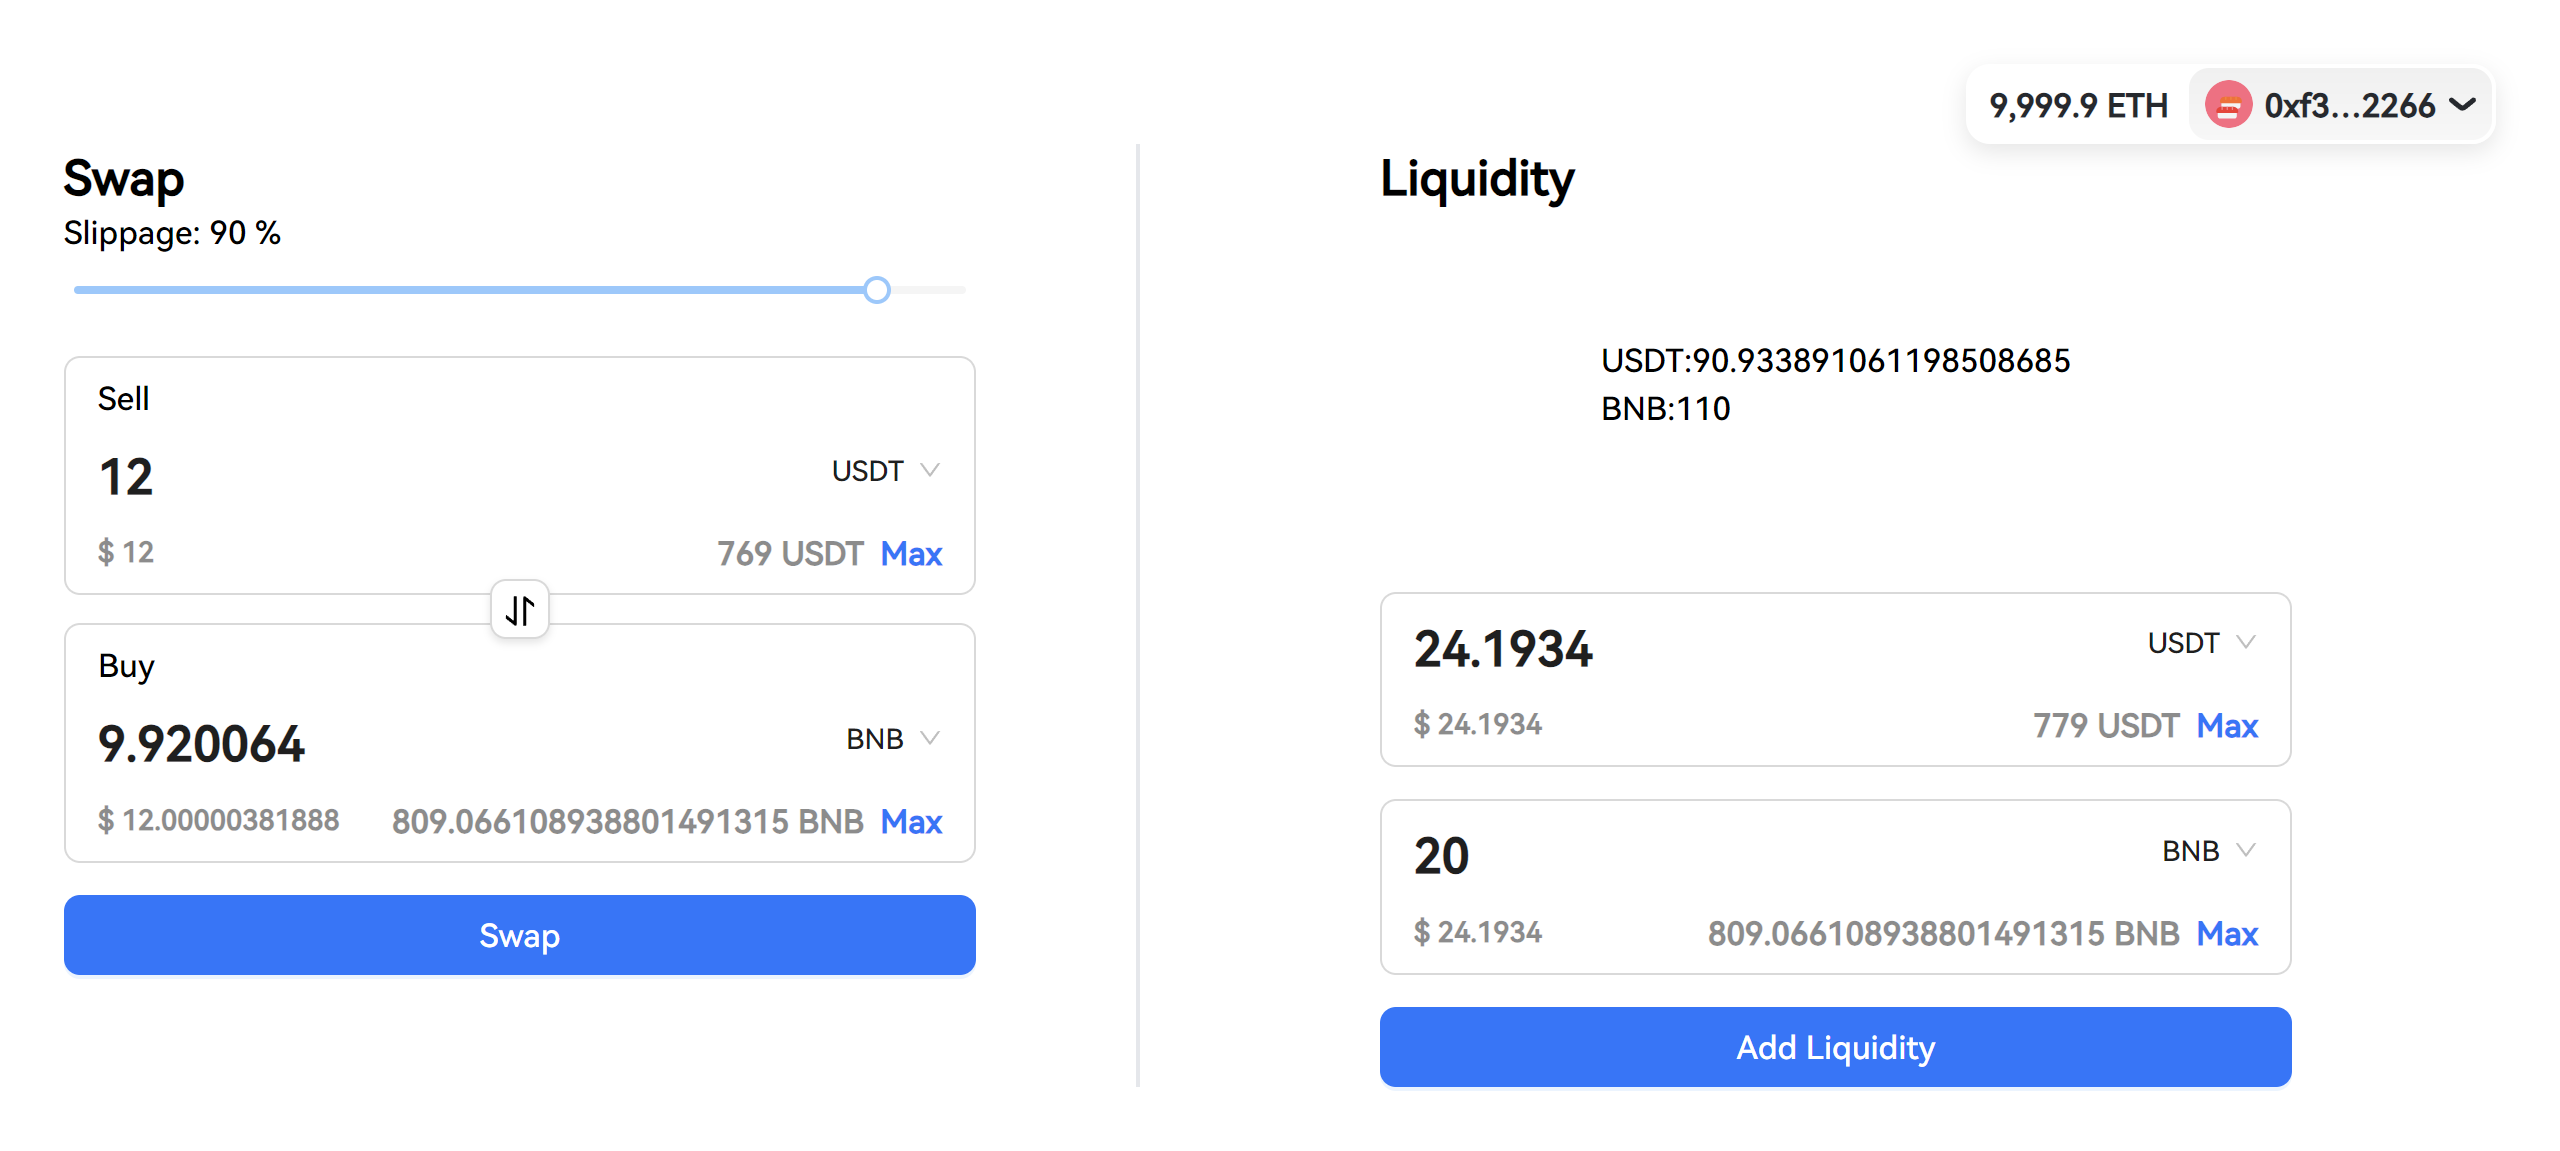 9,999.9 ETH 0xf3...2266
Swap
Slippage: 90 %
Sell
12 USDT
$ 12 769 USDT Max
Buy
9.920064 BNB
$ 12.00000381888 809.066108938801491315 BNB Max
Swap
Liquidity
USDT:90.933891061198508685
BNB:110
24.1934 USDT
$ 24.1934 779 USDT Max
20 BNB
$ 24.1934 809.066108938801491315 BNB Max
Add Liquidity